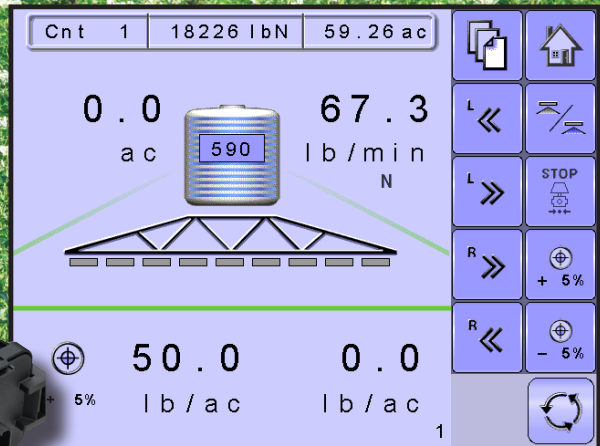 Cnt 1 18226 lbN 59.26 ac
0.0 67.3
ac 590 lb/min
N
L
STOP
L
R
+ 5%
R
- 5%
50.0 0.0
+ 5% lb/ac lb/ac
1